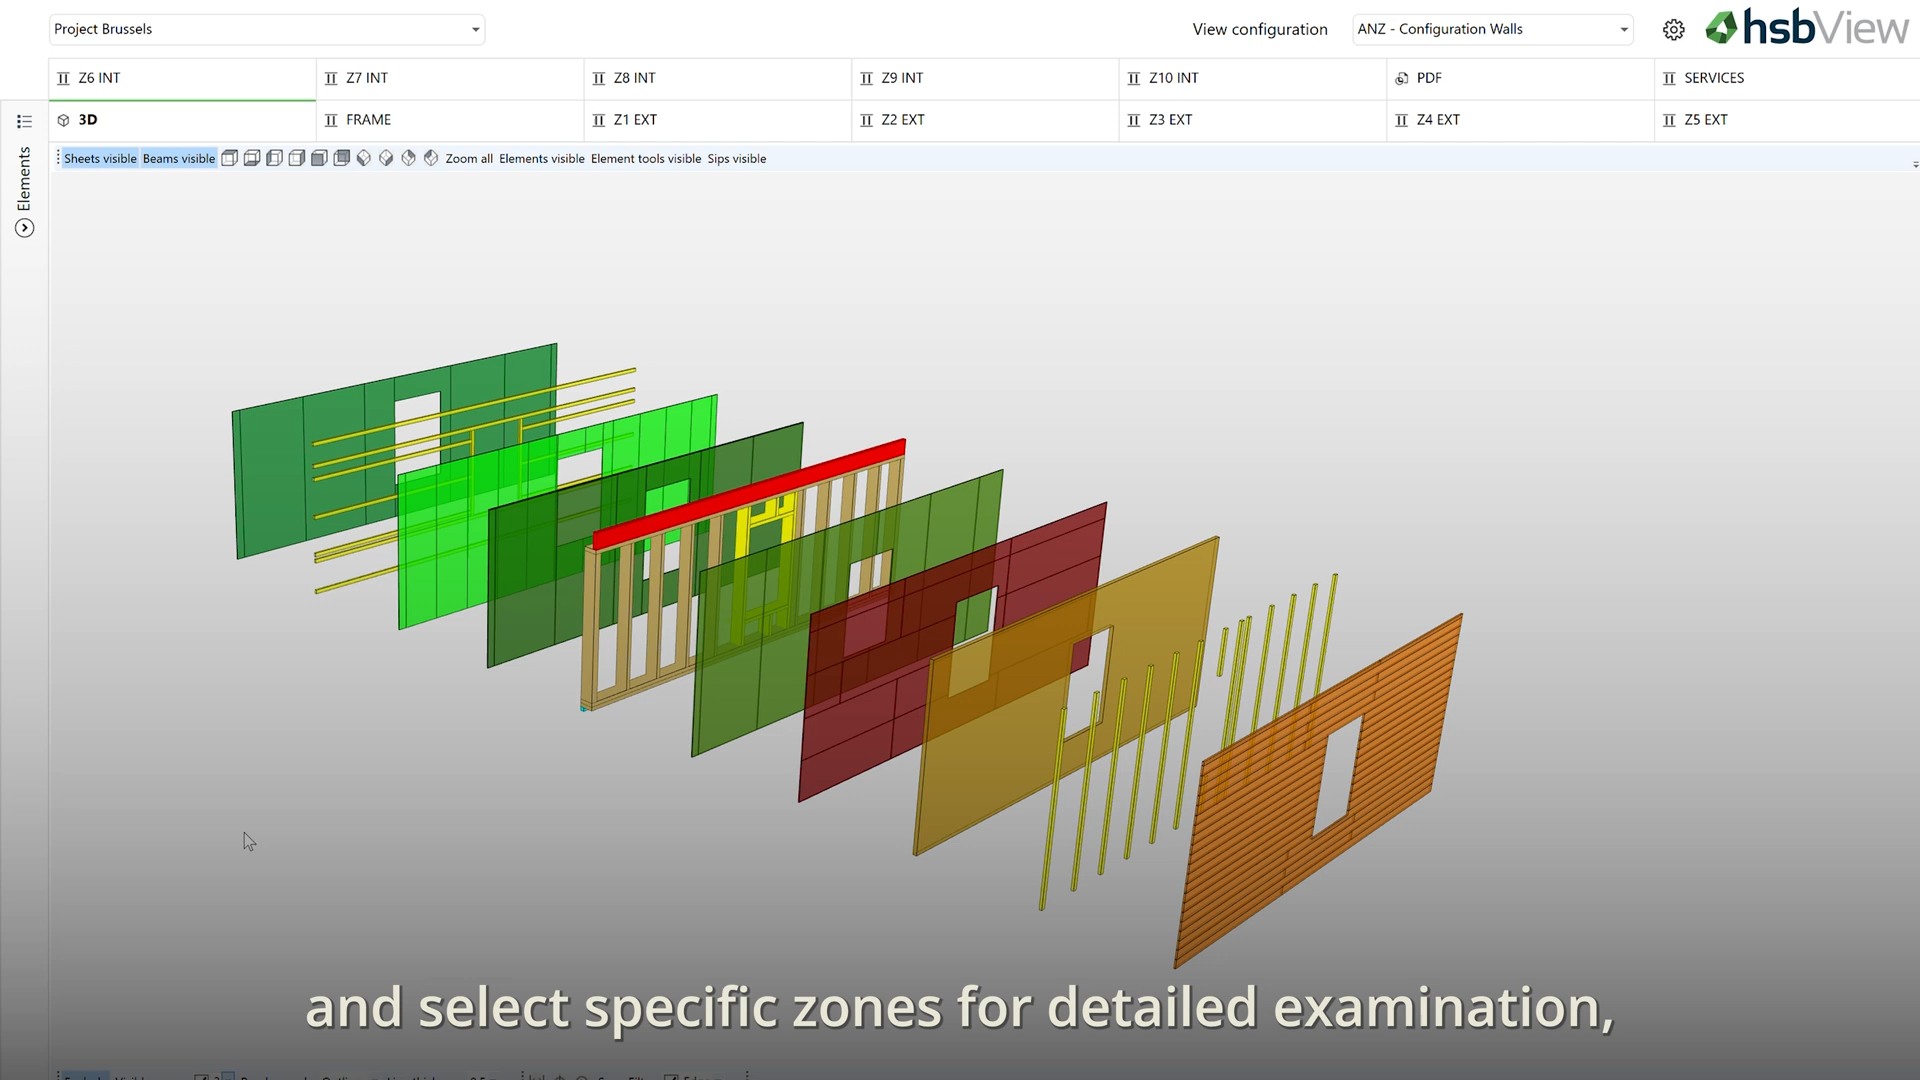 Project Brussels
View configuration
ANZ - Configuration Walls
hsbView
Z6 INT
Z7 INT
Z8 INT
Z9 INT
Z10 INT
PDF
SERVICES
3D
FRAME
Z1 EXT
Z2 EXT
Z3 EXT
Z4 EXT
Z5 EXT
Elements
Sheets visible Beams visible Zoom all Elements visible Element tools visible Sips visible
and select specific zones for detailed examination,